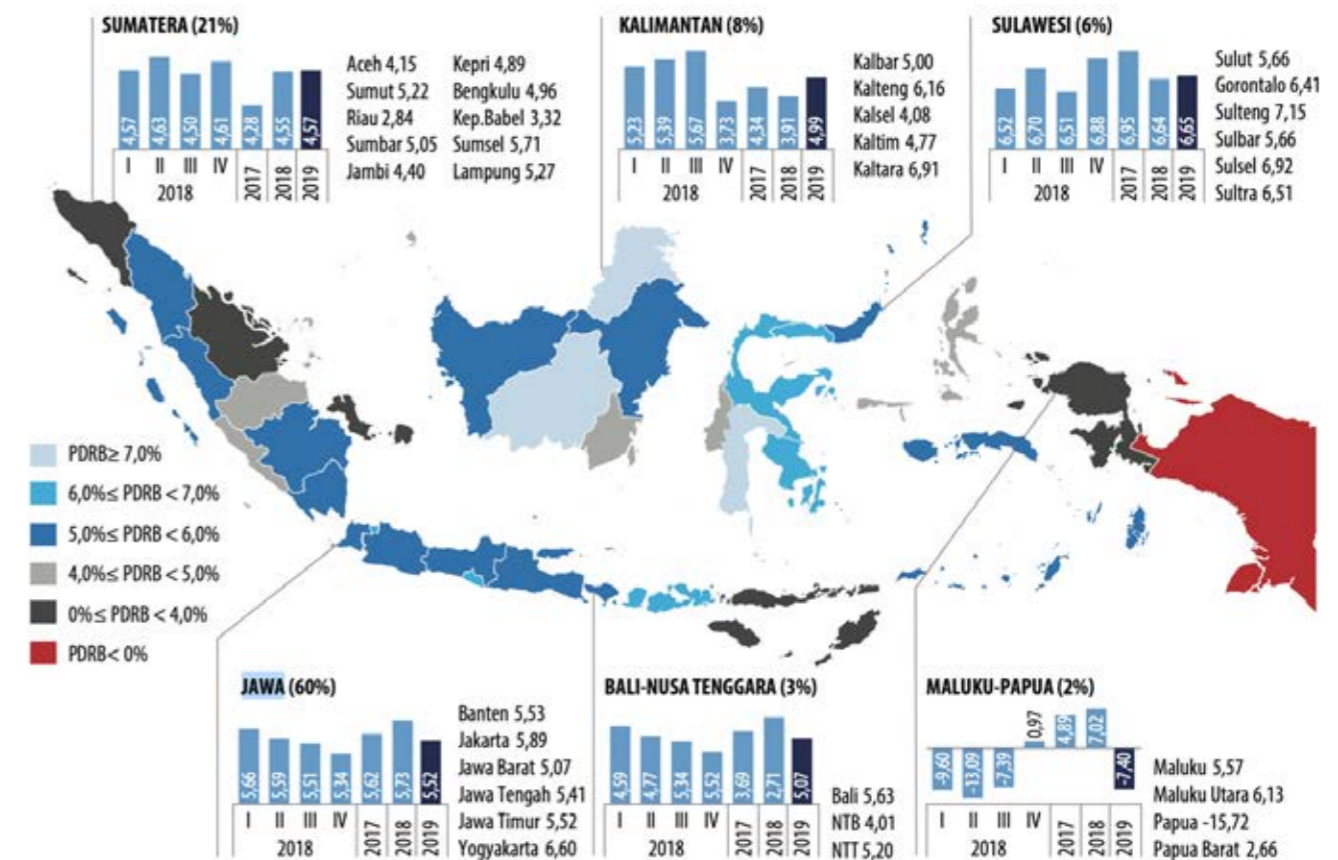 SUMATERA (21%)
4,57 4,63 4,50 4,61 4,28 4,55 4,57
I II III IV 2017 2018 2019
2018
Aceh 4,15
Sumut 5,22
Riau 2,84
Sumbar 5,05
Jambi 4,40
Kepri 4,89
Bengkulu 4,96
Kep.Babel 3,32
Sumsel 5,71
Lampung 5,27
KALIMANTAN (8%)
5,23 5,39 5,67 3,73 4,34 3,91 4,99
I II III IV 2017 2018 2019
2018
Kalbar 5,00
Kalteng 6,16
Kalsel 4,08
Kaltim 4,77
Kaltara 6,91
SULAWESI (6%)
6,52 6,70 6,51 6,88 6,95 6,64 6,65
I II III IV 2017 2018 2019
2018
Sulut 5,66
Gorontalo 6,41
Sulteng 7,15
Sulbar 5,66
Sulsel 6,92
Sultra 6,51
PDRB≥ 7,0%
6,0%≤ PDRB < 7,0%
5,0%≤ PDRB < 6,0%
4,0%≤ PDRB < 5,0%
0%≤ PDRB < 4,0%
PDRB< 0%
JAWA (60%)
5,66 5,59 5,51 5,34 5,62 5,73 5,52
I II III IV 2017 2018 2019
2018
Banten 5,53
Jakarta 5,89
Jawa Barat 5,07
Jawa Tengah 5,41
Jawa Timur 5,52
Yogyakarta 6,60
BALI-NUSA TENGGARA (3%)
4,59 4,77 5,34 5,52 3,69 2,71 5,07
I II III IV 2017 2018 2019
2018
Bali 5,63
NTB 4,01
NTT 5,20
MALUKU-PAPUA (2%)
-9,60 -13,09 -7,39 0,97 4,89 7,02 -7,40
I II III IV 2017 2018 2019
2018
Maluku 5,57
Maluku Utara 6,13
Papua -15,72
Papua Barat 2,66